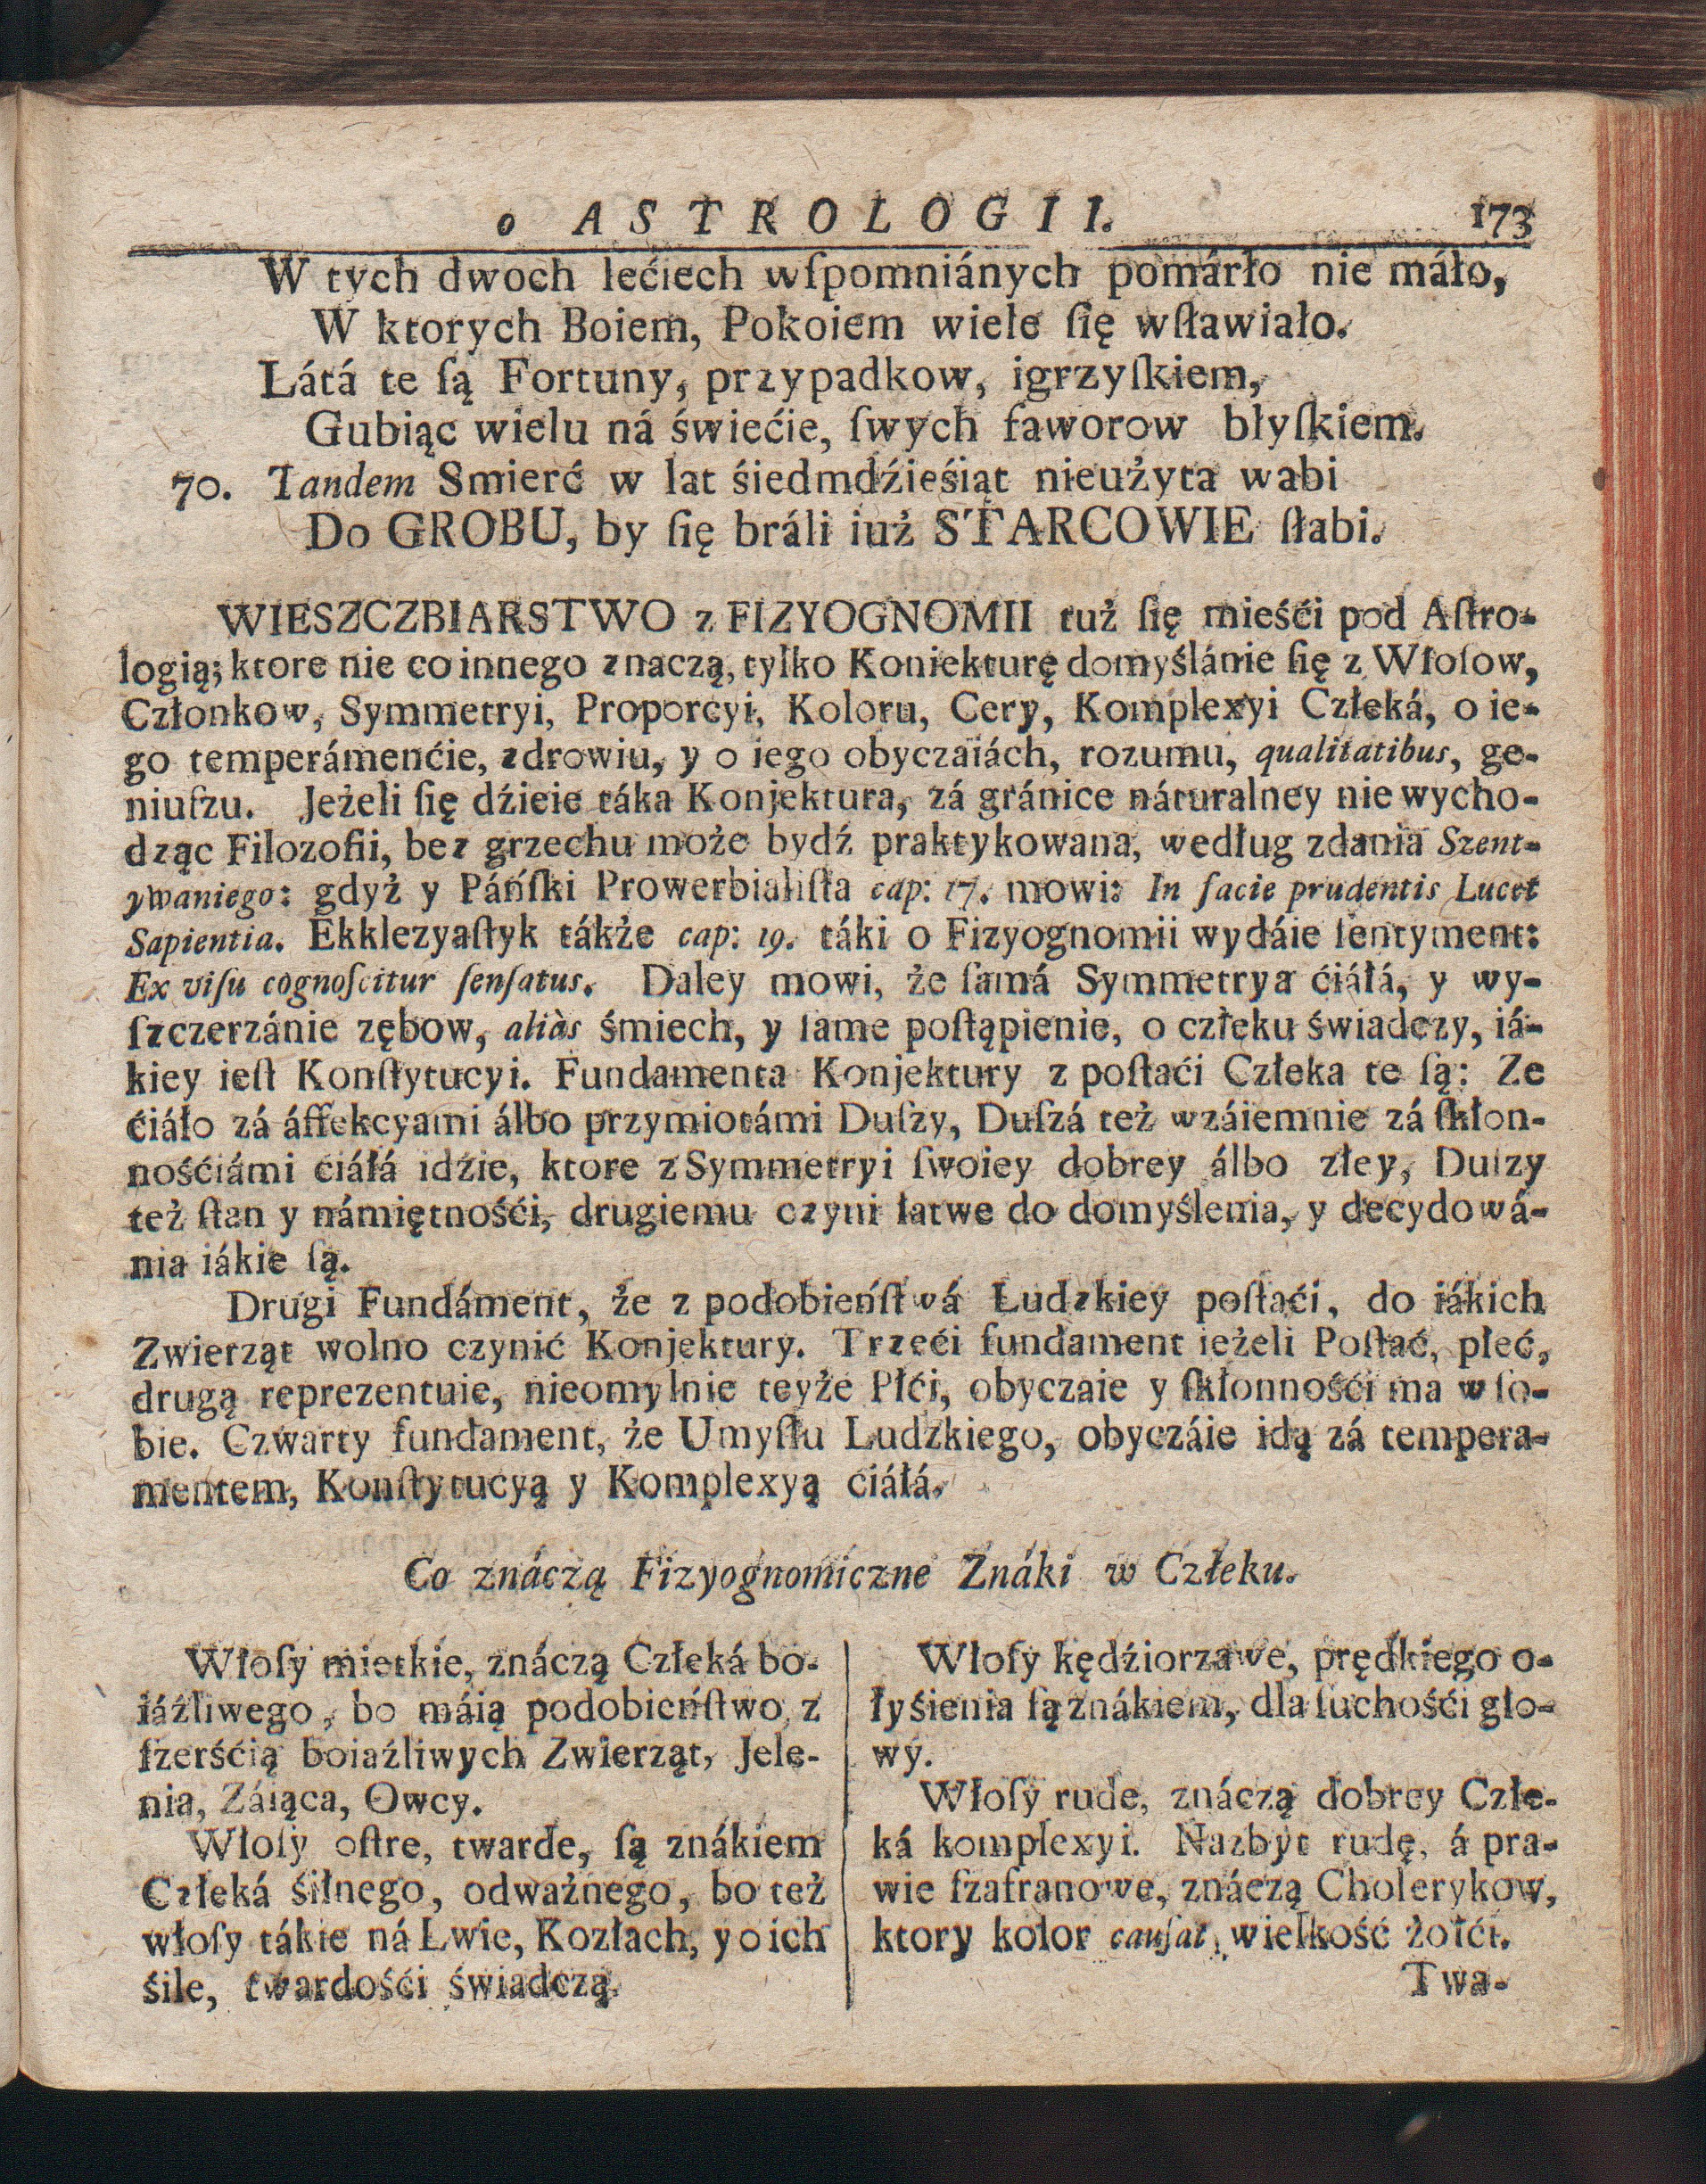 o ASTROLOGII. 173
W tych dwoch lećiech wſpomniánych pomárło nie máło,
W ktorych Boiem, Pokoiem wiele ſię wſławiało.
Látá te ſą Fortuny, przypadkow, igrzyſkiem,
Gubiąc wielu ná świećie, ſwych faworow błyſkiem.
70. Tandem Smierć w lat śiedmdźieśiąt nieużyta wabi
Do GROBU, by ſię bráli iuż STARCOWIE ſłabi.
WIESZCZBIARSTWO z FIZYOGNOMII tuż ſię mieśći pod Aſtro-
logią; ktore nie co innego znaczą, tylko Koniekturę domyślánie ſię z Włoſow,
Członkow, Symmetryi, Proporcyi, Koloru, Cery, Komplexyi Człeká, o ie-
go temperámenćie, zdrowiu, y o iego obyczaiách, rozumu, qualitatibus, ge-
niuſzu. Jeżeli ſię dźieie táka Konjektura, zá gránice náturalney nie wycho-
dząc Filozofii, bez grzechu może bydź praktykowana, według zdania Szent-
ywaniego: gdyż y Páńſki Prowerbialiſta cap: 17. mowi: In facie prudentis Lucet
Sapientia. Ekklezyaſtyk tákże cap: 19. táki o Fizyognomii wydáie ſentyment:
Ex viſu cognoſcitur ſenſatus. Daley mowi, że ſamá Symmetrya ćiáłá, y wy-
ſzczerzánie zębow, aliàs śmiech, y ſame poſtąpienie, o człeku świadczy, iá-
kiey ieſt Konſtytucyi. Fundamenta Konjektury z poſtaći Człeka te ſą: Ze
ćiáło zá áffekcyami álbo przymiotámi Duſzy, Duſzá też wzáiemnie zá ſkłon-
nośćiámi ciáłá idźie, ktore z Symmetryi ſwoiey dobrey álbo złey, Duſzy
też ſtan y námiętnośći, drugiemu czyni łatwe do domyślenia, y decydowá-
nia iákie ſą.
Drugi Fundáment, że z podobieńſtwá Ludzkiey poſtaći, do iákich
Zwierząt wolno czynić Konjektury. Trzeći fundament ieżeli Poſtać, płeć,
drugą reprezentuie, nieomylnie teyże Płći, obyczaie y ſkłonnośći ma w ſo-
bie. Czwarty fundament, że Umyſłu Ludzkiego, obyczáie idą zá tempera-
mentem, Konſtytucyą y Komplexyą ciáłá.
Co znáczą Fizyognomiczne Znáki w Człeku.
Włoſy mietkie, znáczą Człeká bo-
iáźliwego, bo máią podobieńſtwo z
ſzerśćią boiaźliwych Zwierząt, Jele-
nia, Záiąca, Owcy.
Włoſy oſtre, twarde, ſą znákiem
Człeká śilnego, odważnego, bo też
włoſy tákie ná Lwie, Kozłach, y o ich
śile, twardośći świadczą.
Włoſy kędźiorzawe, prędkiego o-
łyśienia ſą znákiem, dla ſuchośći gło-
wy.
Włoſy rude, znáczą dobrey Człe-
ká komplexyi. Nazbyt rudę, á pra-
wie ſzafranowe, znáczą Cholerykow,
ktory kolor cauſat wielkość żołći.
Twa-